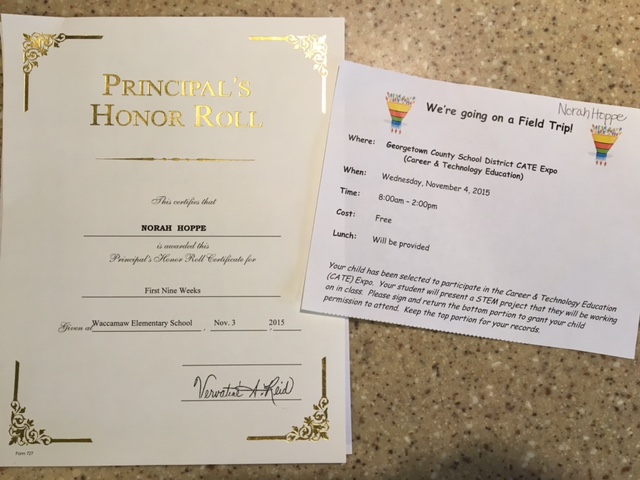 PRINCIPAL'S
HONOR ROLL
This certifies that
NORAH HOPPE
is awarded this
Principal's Honor Roll Certificate for
First Nine Weeks
Given at Waccamaw Elementary School, Nov. 3, 2015
Vervatine A. Reid
Form 727
Norah Hoppe
We're going on a Field Trip!
Where: Georgetown County School District CATE Expo
(Career & Technology Education)
When: Wednesday, November 4, 2015
Time: 8:00am - 2:00pm
Cost: Free
Lunch: Will be provided
Your child has been selected to participate in the Career & Technology Education
(CATE) Expo. Your student will present a STEM project that they will be working
on in class. Please sign and return the bottom portion to grant your child
permission to attend. Keep the top portion for your records.